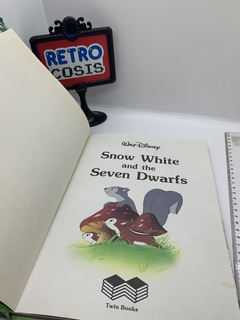 RETRO
COSIS
WALT DISNEY
Snow White
and the
Seven Dwarfs
Twin Books